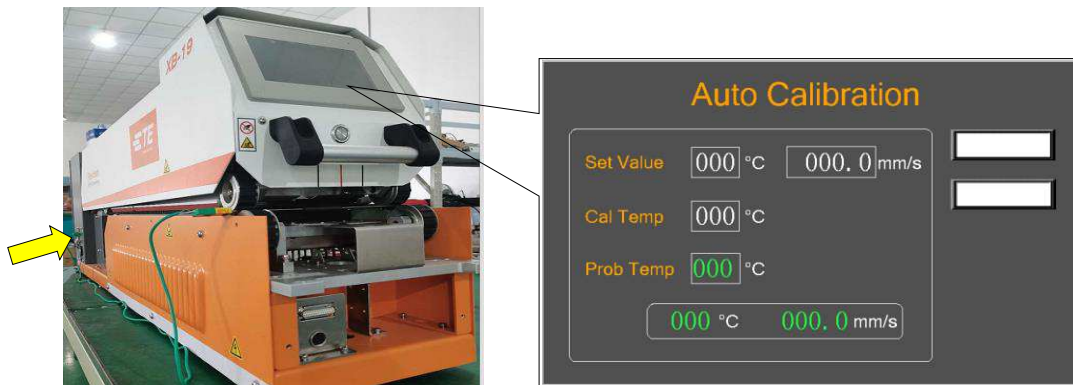 XB-19
TE
Auto Calibration
Set Value 000 °C 000.0 mm/s
Cal Temp 000 °C
Prob Temp 000 °C
000 °C 000.0 mm/s